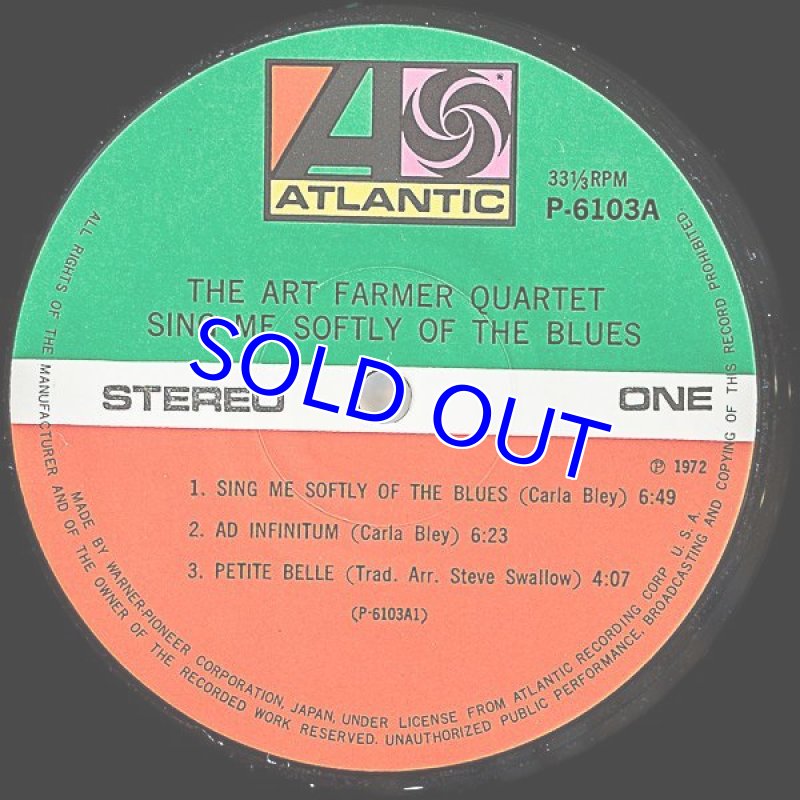 ATLANTIC
33⅓RPM
P-6103A
THE ART FARMER QUARTET
SING ME SOFTLY OF THE BLUES
SOLD OUT
STEREO
ONE
℗ 1972
1. SING ME SOFTLY OF THE BLUES (Carla Bley) 6:49
2. AD INFINITUM (Carla Bley) 6:23
3. PETITE BELLE (Trad. Arr. Steve Swallow) 4:07
(P-6103A1)
MADE BY WARNER-PIONEER CORPORATION, JAPAN, UNDER LICENSE FROM ATLANTIC RECORDING CORP. U.S.A.
ALL RIGHTS OF THE MANUFACTURER AND OF THE OWNER OF THE RECORDED WORK RESERVED. UNAUTHORIZED PUBLIC PERFORMANCE, BROADCASTING AND COPYING OF THIS RECORD PROHIBITED.